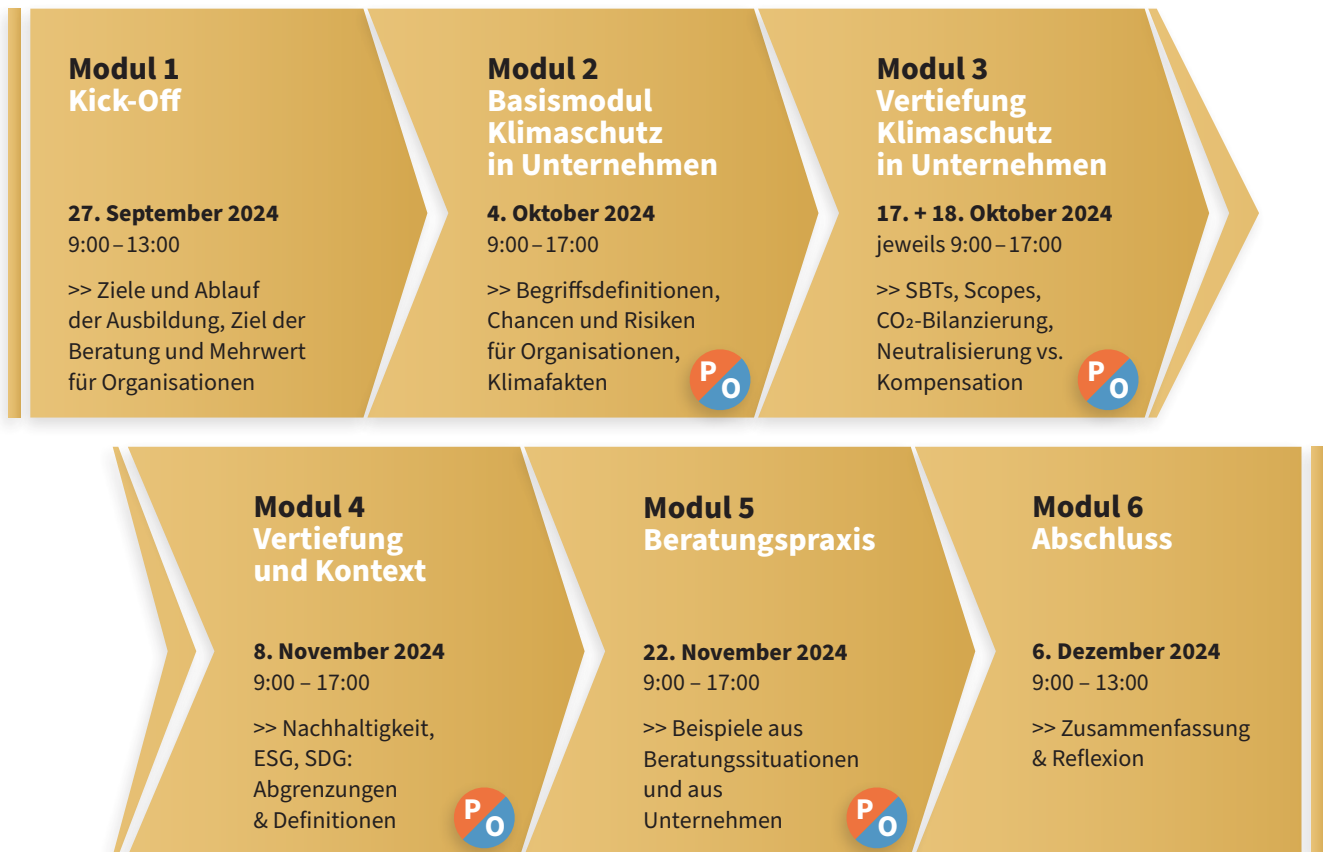 Modul 1
Kick-Off
27. September 2024
9:00 – 13:00
>> Ziele und Ablauf
der Ausbildung, Ziel der
Beratung und Mehrwert
für Organisationen
Modul 2
Basismodul
Klimaschutz
in Unternehmen
4. Oktober 2024
9:00 – 17:00
>> Begriffsdefinitionen,
Chancen und Risiken
für Organisationen,
Klimafakten
P
O
Modul 3
Vertiefung
Klimaschutz
in Unternehmen
17. + 18. Oktober 2024
jeweils 9:00 – 17:00
>> SBTs, Scopes,
CO₂-Bilanzierung,
Neutralisierung vs.
Kompensation
P
O
Modul 4
Vertiefung
und Kontext
8. November 2024
9:00 – 17:00
>> Nachhaltigkeit,
ESG, SDG:
Abgrenzungen
& Definitionen
P
O
Modul 5
Beratungspraxis
22. November 2024
9:00 – 17:00
>> Beispiele aus
Beratungssituationen
und aus
Unternehmen
P
O
Modul 6
Abschluss
6. Dezember 2024
9:00 – 13:00
>> Zusammenfassung
& Reflexion